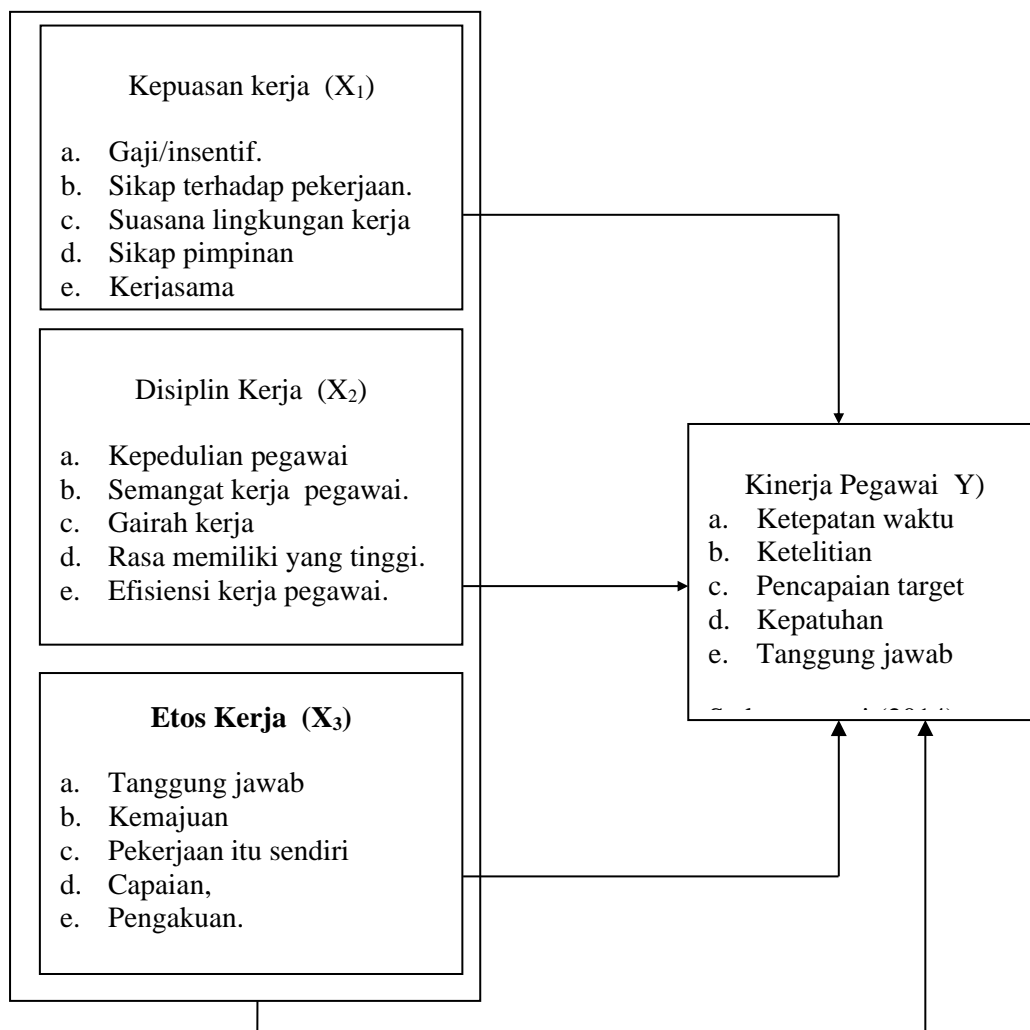 Kepuasan kerja (X₁)
a. Gaji/insentif.
b. Sikap terhadap pekerjaan.
c. Suasana lingkungan kerja
d. Sikap pimpinan
e. Kerjasama
Disiplin Kerja (X₂)
a. Kepedulian pegawai
b. Semangat kerja pegawai.
c. Gairah kerja
d. Rasa memiliki yang tinggi.
e. Efisiensi kerja pegawai.
Etos Kerja (X₃)
a. Tanggung jawab
b. Kemajuan
c. Pekerjaan itu sendiri
d. Capaian,
e. Pengakuan.
Kinerja Pegawai Y)
a. Ketepatan waktu
b. Ketelitian
c. Pencapaian target
d. Kepatuhan
e. Tanggung jawab